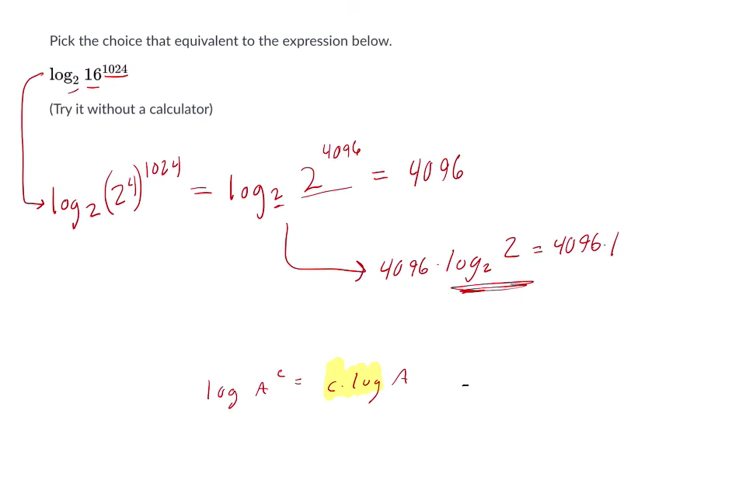 Pick the choice that equivalent to the expression below.
log₂ 16¹⁰²⁴
(Try it without a calculator)
log₂ (2⁴)¹⁰²⁴ = log₂ 2⁴⁰⁹⁶ = 4096
4096 · log₂ 2 = 4096 · 1
log Aᶜ = c · log A